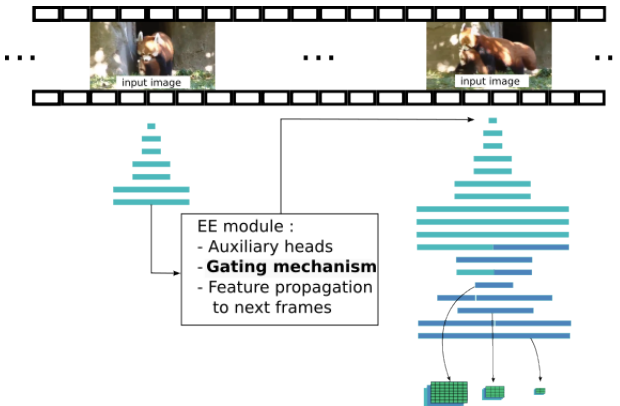 input image
input image
EE module :
- Auxiliary heads
- Gating mechanism
- Feature propagation
to next frames